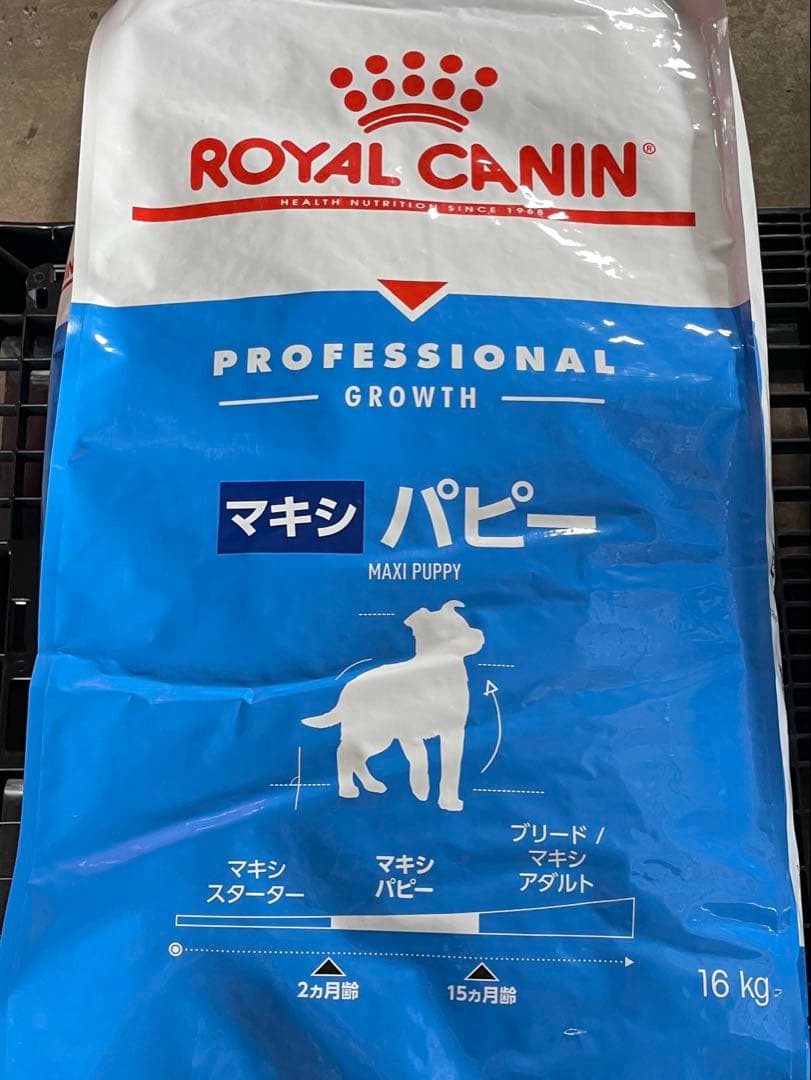 ROYAL CANIN®
HEALTH NUTRITION SINCE 1968
PROFESSIONAL
GROWTH
マキシ パピー
MAXI PUPPY
マキシ
スターター
マキシ
パピー
ブリード /
マキシ
アダルト
2ヵ月齢
15ヵ月齢
16 kg